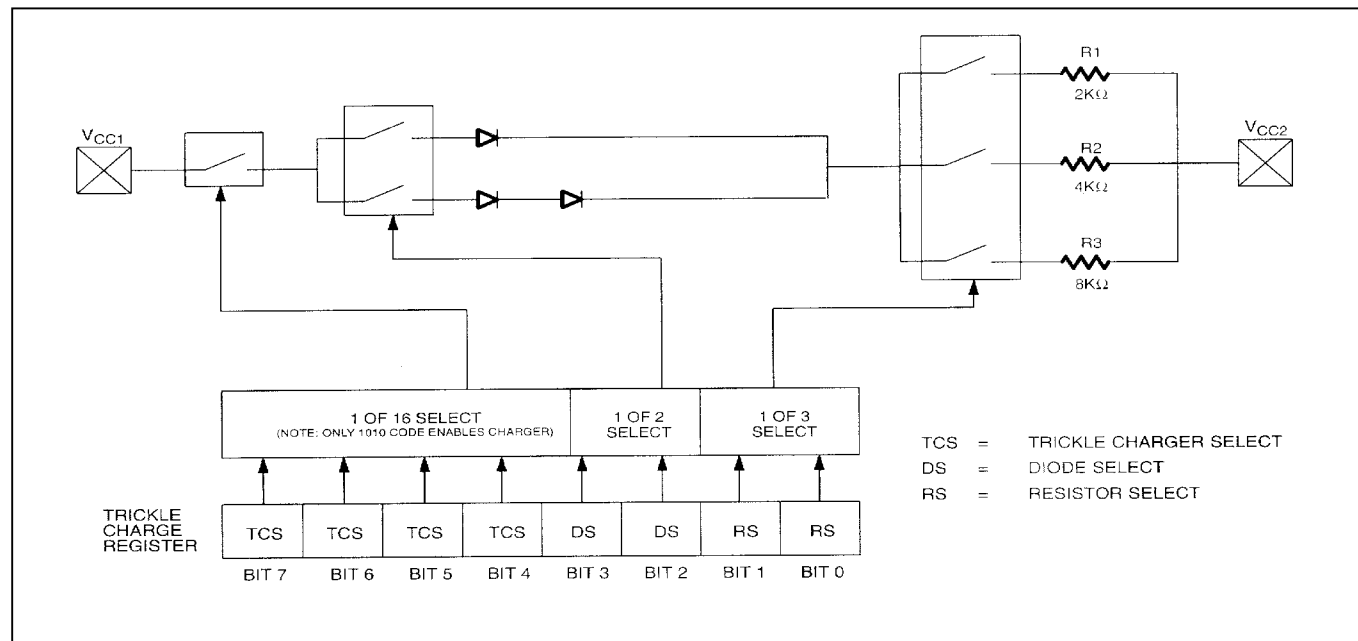 R1
2KΩ
VCC1
VCC2
R2
4KΩ
R3
8KΩ
1 OF 16 SELECT
(NOTE: ONLY 1010 CODE ENABLES CHARGER)
1 OF 2
SELECT
1 OF 3
SELECT
TCS = TRICKLE CHARGER SELECT
DS = DIODE SELECT
RS = RESISTOR SELECT
TRICKLE
CHARGE
REGISTER
TCS TCS TCS TCS DS DS RS RS
BIT 7 BIT 6 BIT 5 BIT 4 BIT 3 BIT 2 BIT 1 BIT 0